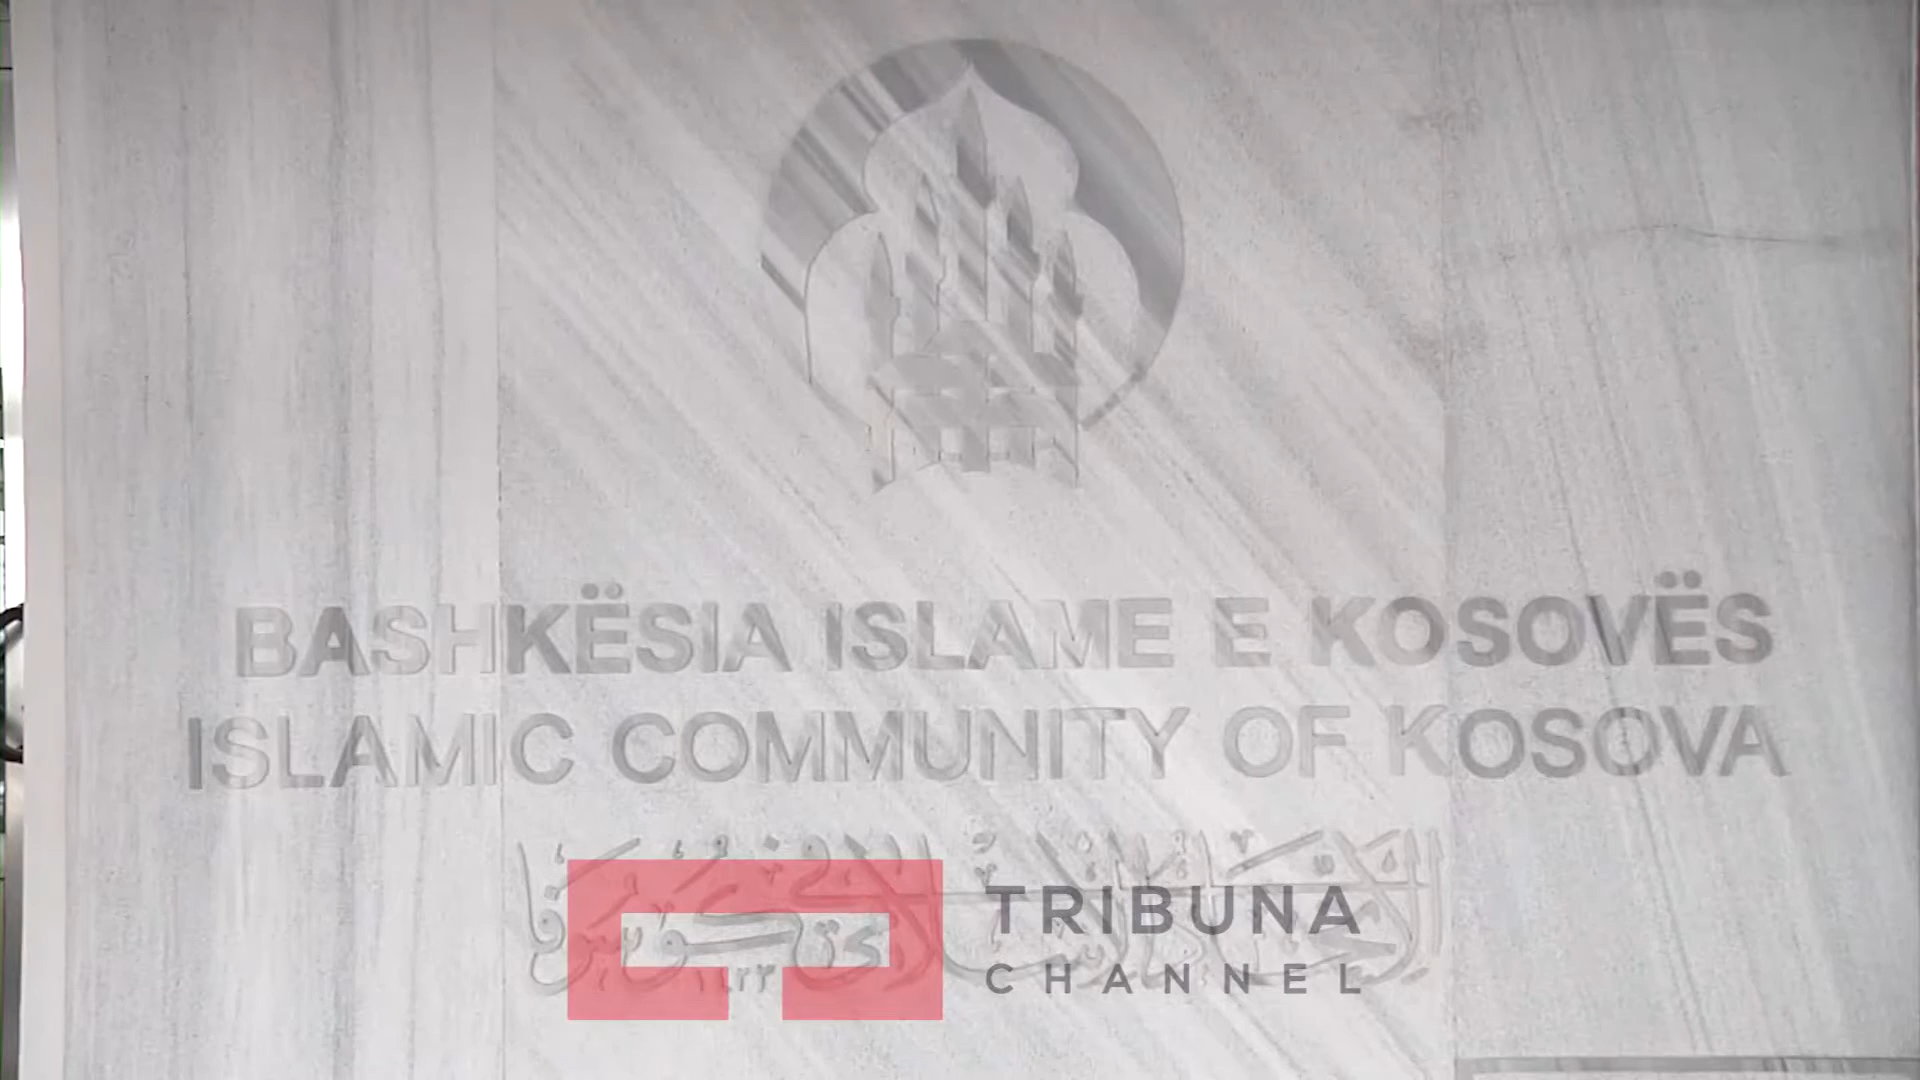 BASHKËSIA ISLAME E KOSOVËS
ISLAMIC COMMUNITY OF KOSOVA
TRIBUNA
CHANNEL